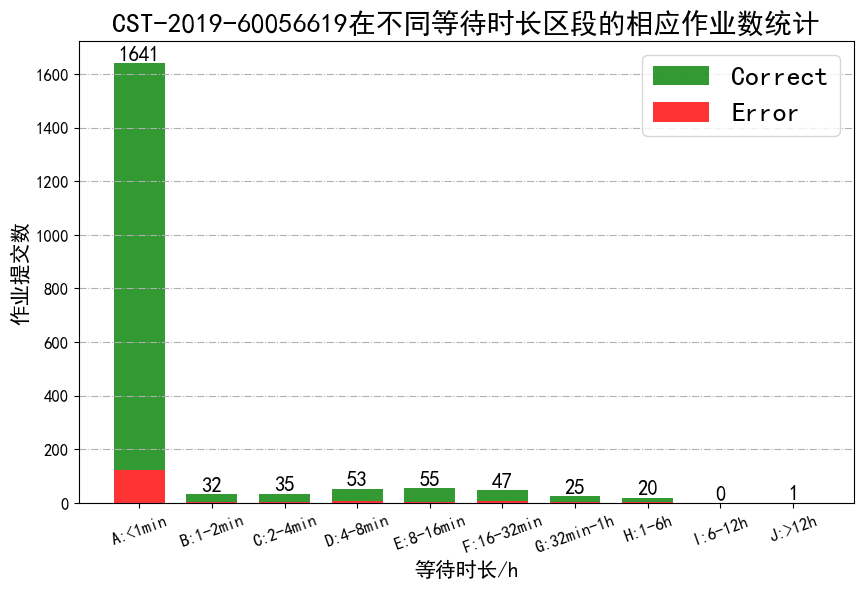 CST-2019-60056619在不同等待时长区段的相应作业数统计
Correct
Error
作业提交数
1600
1400
1200
1000
800
600
400
200
0
1641
32
35
53
55
47
25
20
0
1
A:<1min
B:1-2min
C:2-4min
D:4-8min
E:8-16min
F:16-32min
G:32min-1h
H:1-6h
I:6-12h
J:>12h
等待时长/h